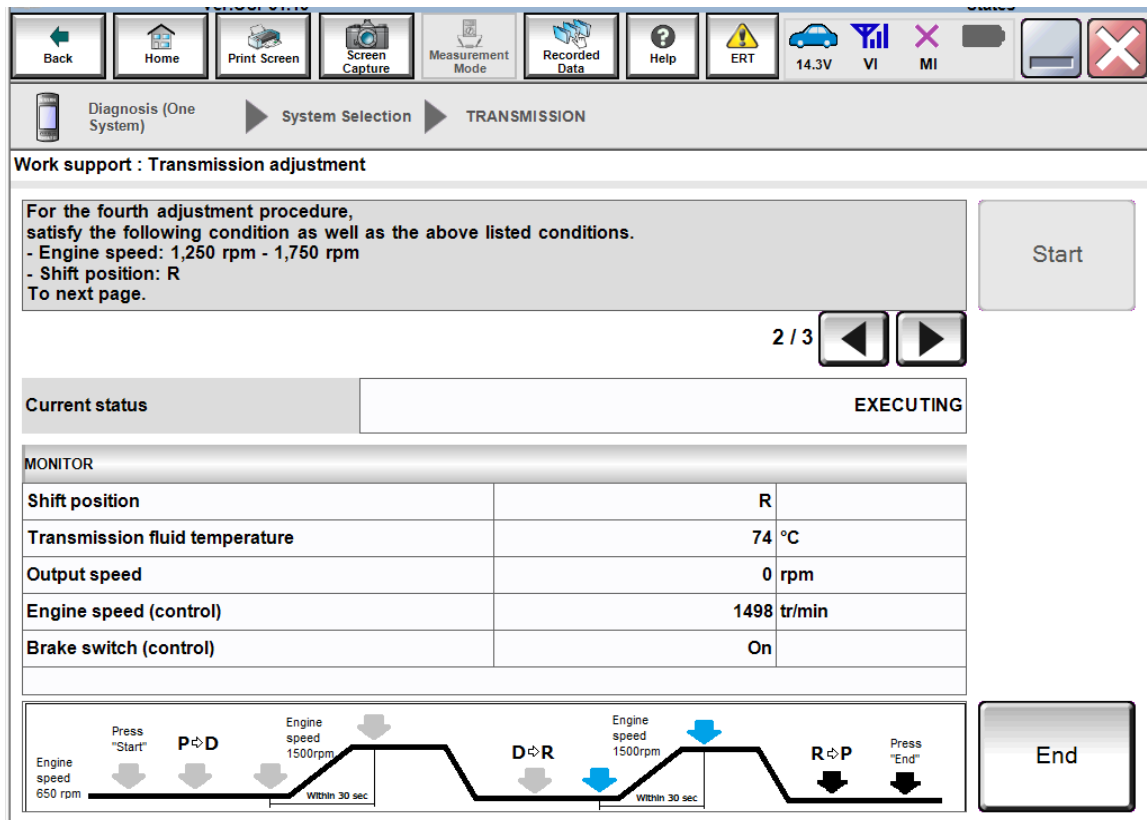 Back
Home
Print Screen
Screen
Capture
Measurement
Mode
Recorded
Data
Help
ERT
14.3V
VI
MI
Diagnosis (One
System)
System Selection
TRANSMISSION
Work support : Transmission adjustment
For the fourth adjustment procedure,
satisfy the following condition as well as the above listed conditions.
- Engine speed: 1,250 rpm - 1,750 rpm
- Shift position: R
To next page.
Start
2 / 3
Current status EXECUTING
MONITOR
Shift position R
Transmission fluid temperature 74 °C
Output speed 0 rpm
Engine speed (control) 1498 tr/min
Brake switch (control) On
Engine
speed
650 rpm
Press
"Start"
P⇨D
Engine
speed
1500rpm
Within 30 sec
D⇨R
Engine
speed
1500rpm
Within 30 sec
R⇨P
Press
"End"
End